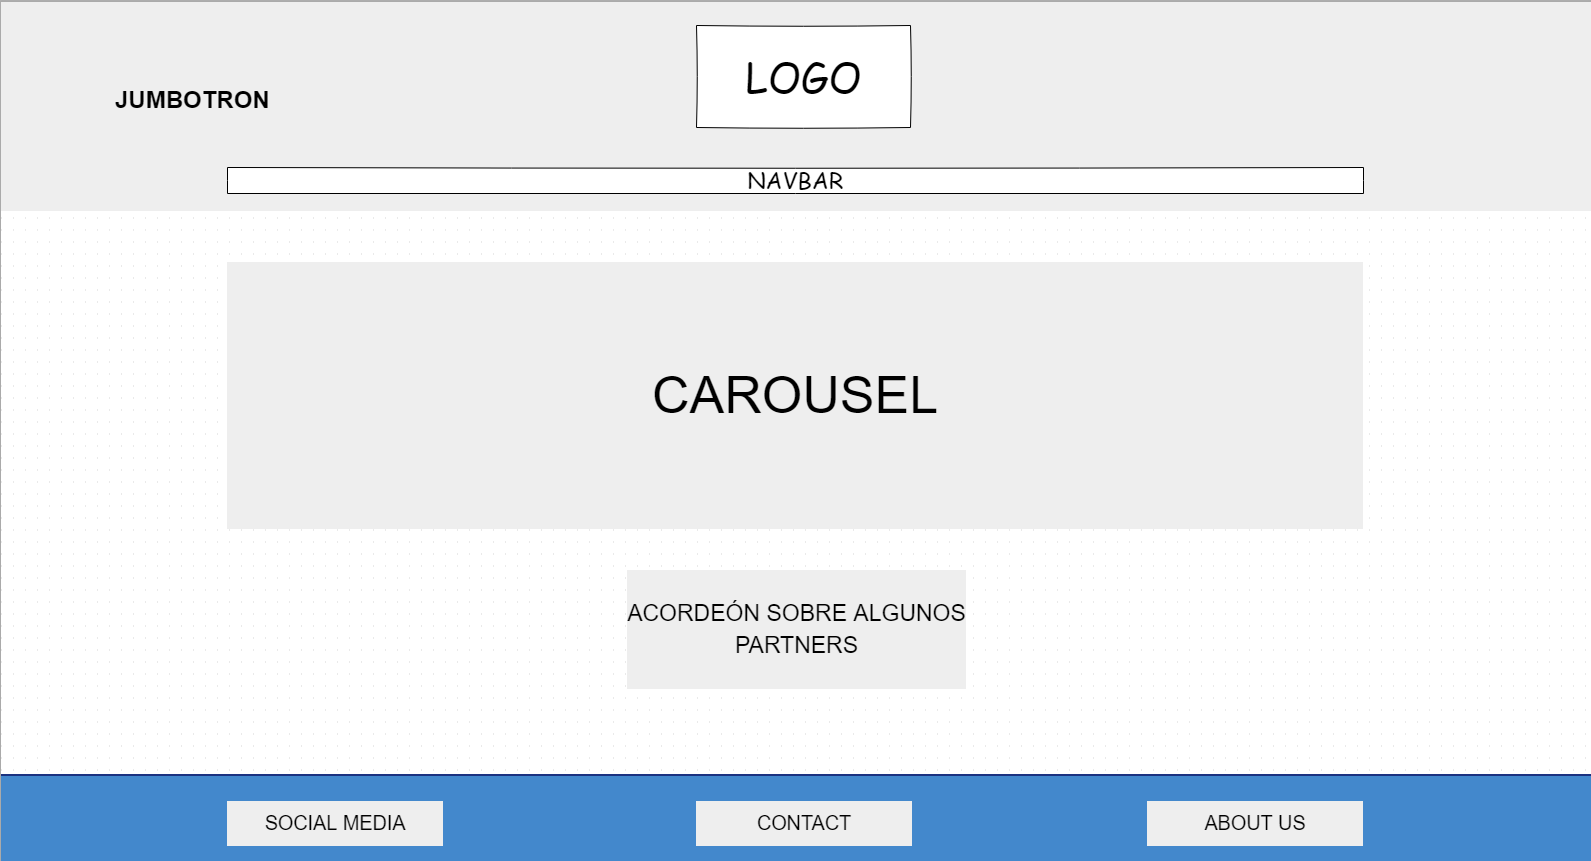 LOGO
JUMBOTRON
NAVBAR
CAROUSEL
ACORDEÓN SOBRE ALGUNOS
PARTNERS
SOCIAL MEDIA
CONTACT
ABOUT US